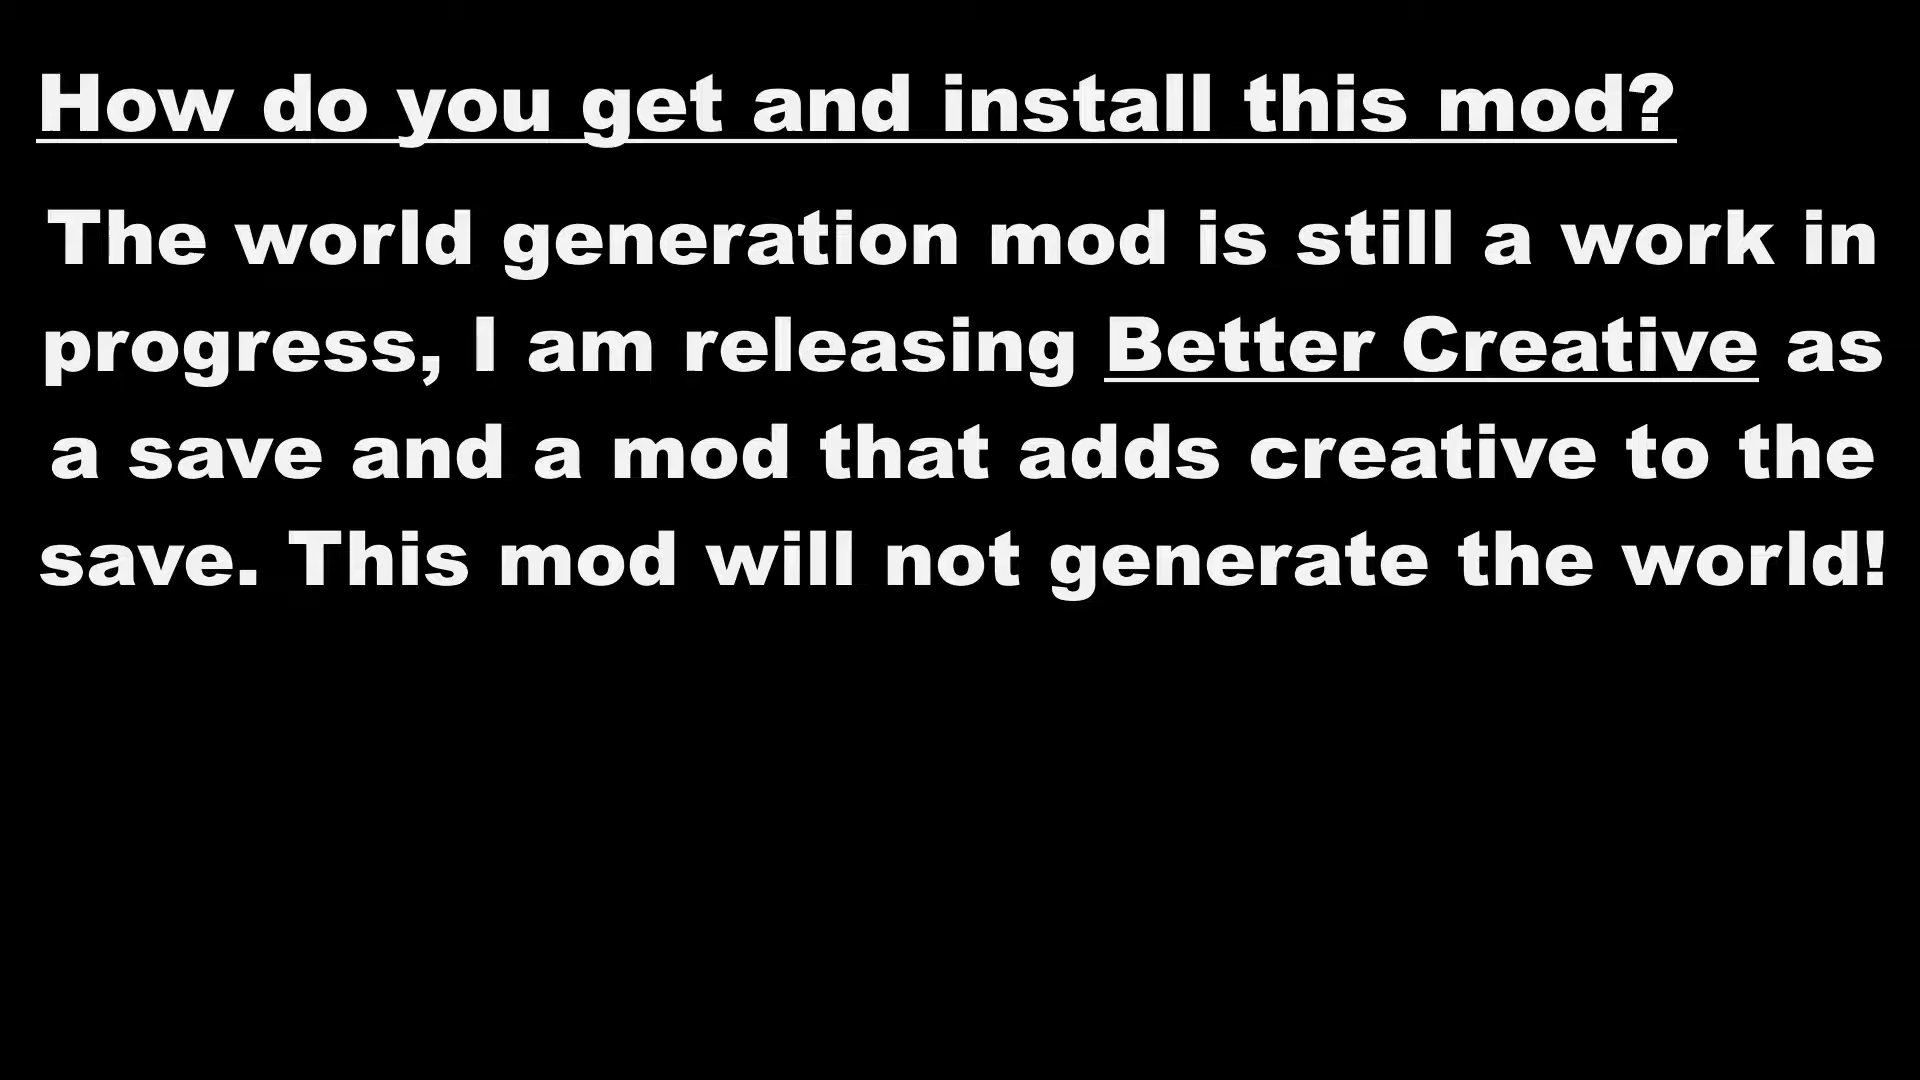 How do you get and install this mod?
The world generation mod is still a work in
progress, I am releasing Better Creative as
a save and a mod that adds creative to the
save. This mod will not generate the world!